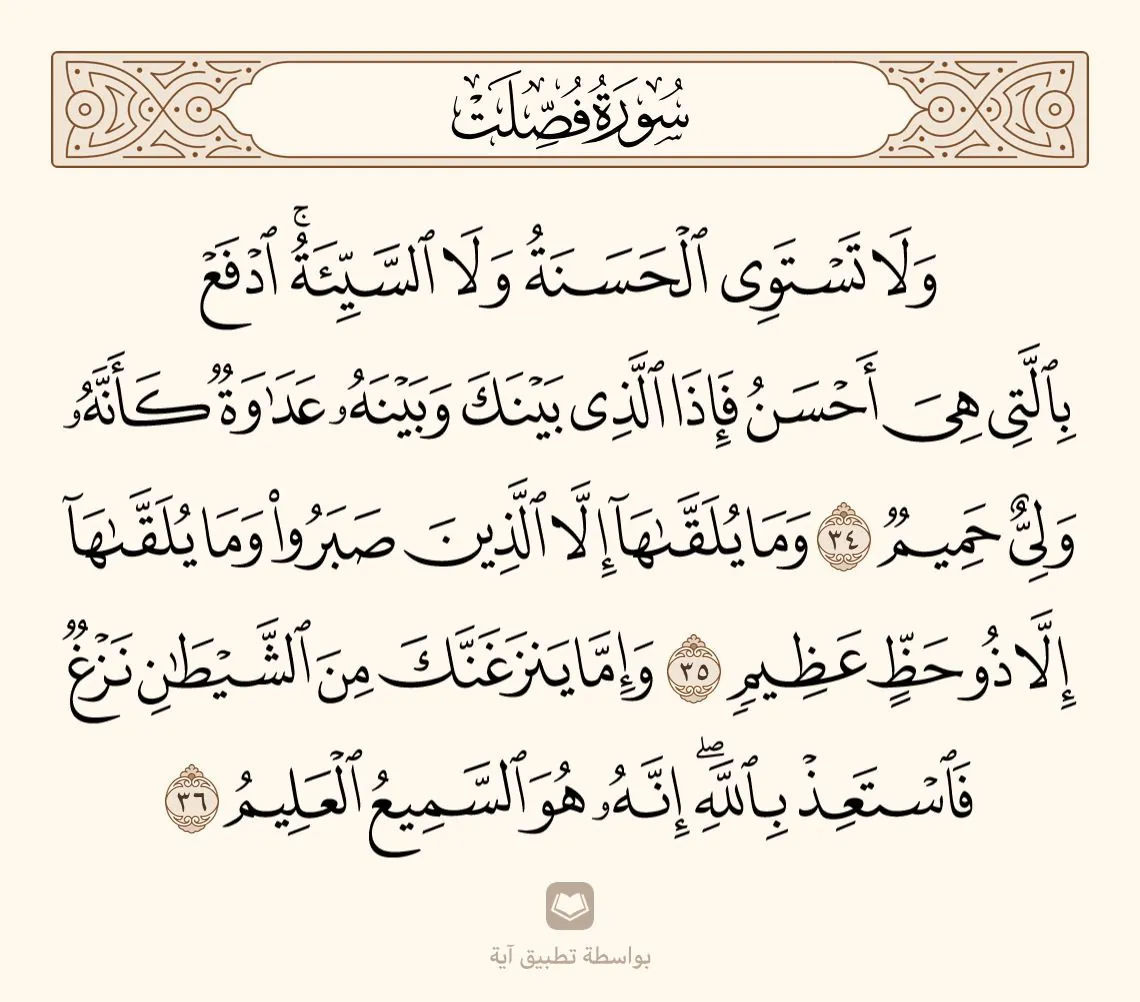 سُورَةُ فُصِّلَتْ
وَلَا تَسْتَوِى ٱلْحَسَنَةُ وَلَا ٱلسَّيِّئَةُ ۚ ٱدْفَعْ
بِٱلَّتِى هِىَ أَحْسَنُ فَإِذَا ٱلَّذِى بَيْنَكَ وَبَيْنَهُۥ عَدَٰوَةٌ كَأَنَّهُۥ
وَلِىٌّ حَمِيمٌ ٣٤ وَمَا يُلَقَّىٰهَآ إِلَّا ٱلَّذِينَ صَبَرُوا۟ وَمَا يُلَقَّىٰهَآ
إِلَّا ذُو حَظٍّ عَظِيمٍ ٣٥ وَإِمَّا يَنزَغَنَّكَ مِنَ ٱلشَّيْطَٰنِ نَزْغٌ
فَٱسْتَعِذْ بِٱللَّهِ ۖ إِنَّهُۥ هُوَ ٱلسَّمِيعُ ٱلْعَلِيمُ ٣٦
بواسطة تطبيق آية